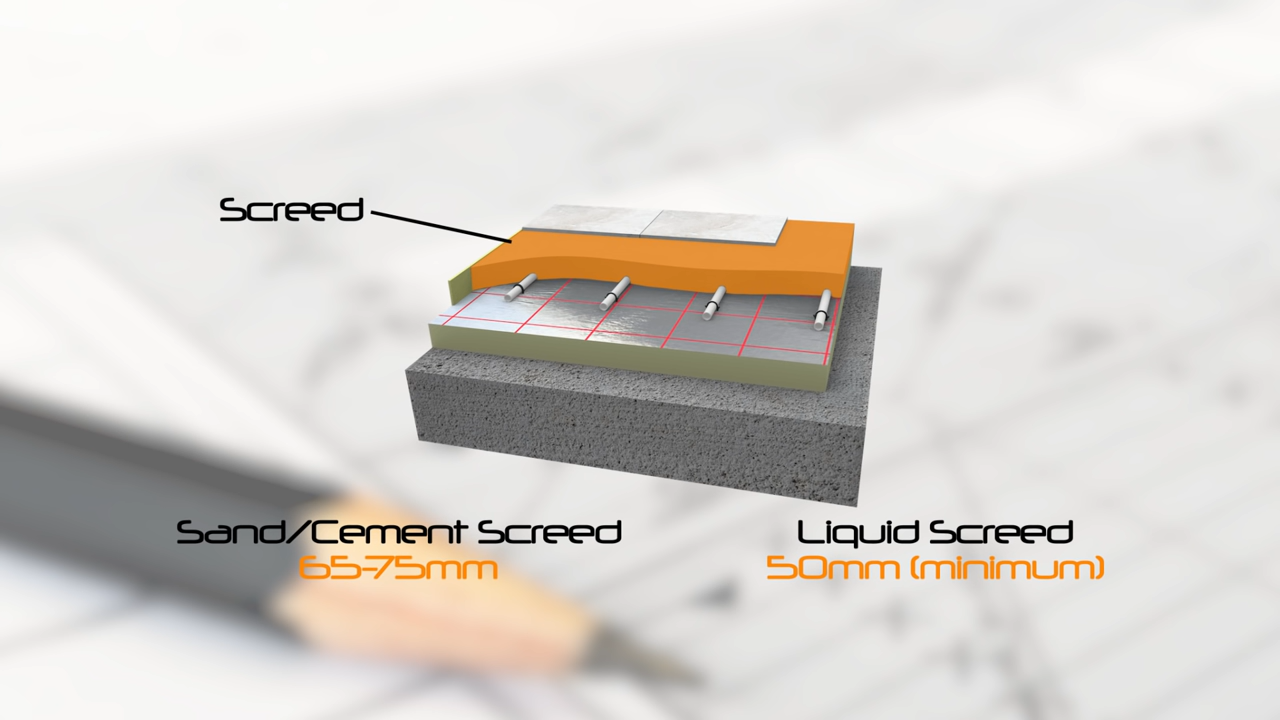 Screed
Sand/Cement Screed
65-75mm
Liquid Screed
50mm (minimum)